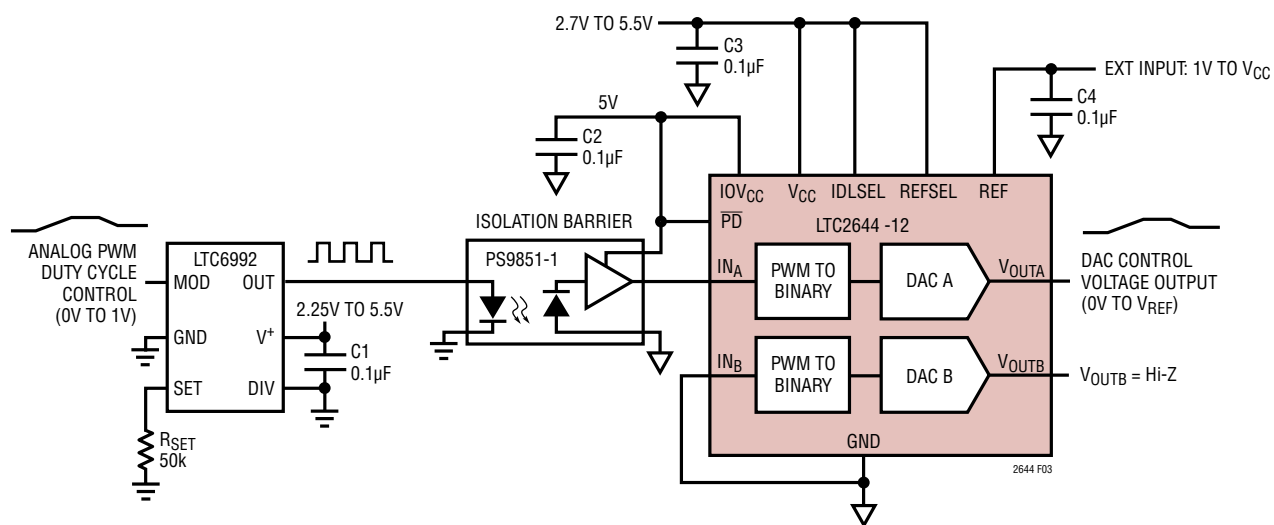 2.7V TO 5.5V
C3
0.1µF
EXT INPUT: 1V TO VCC
C4
0.1µF
5V
C2
0.1µF
IOVCC VCC IDLSEL REFSEL REF
ISOLATION BARRIER
PD
LTC2644 -12
ANALOG PWM
DUTY CYCLE
CONTROL
(0V TO 1V)
LTC6992
MOD OUT
GND V+
SET DIV
2.25V TO 5.5V
C1
0.1µF
RSET
50k
PS9851-1
INA
PWM TO
BINARY
DAC A
VOUTA
DAC CONTROL
VOLTAGE OUTPUT
(0V TO VREF)
INB
PWM TO
BINARY
DAC B
VOUTB
VOUTB = Hi-Z
GND
2644 F03